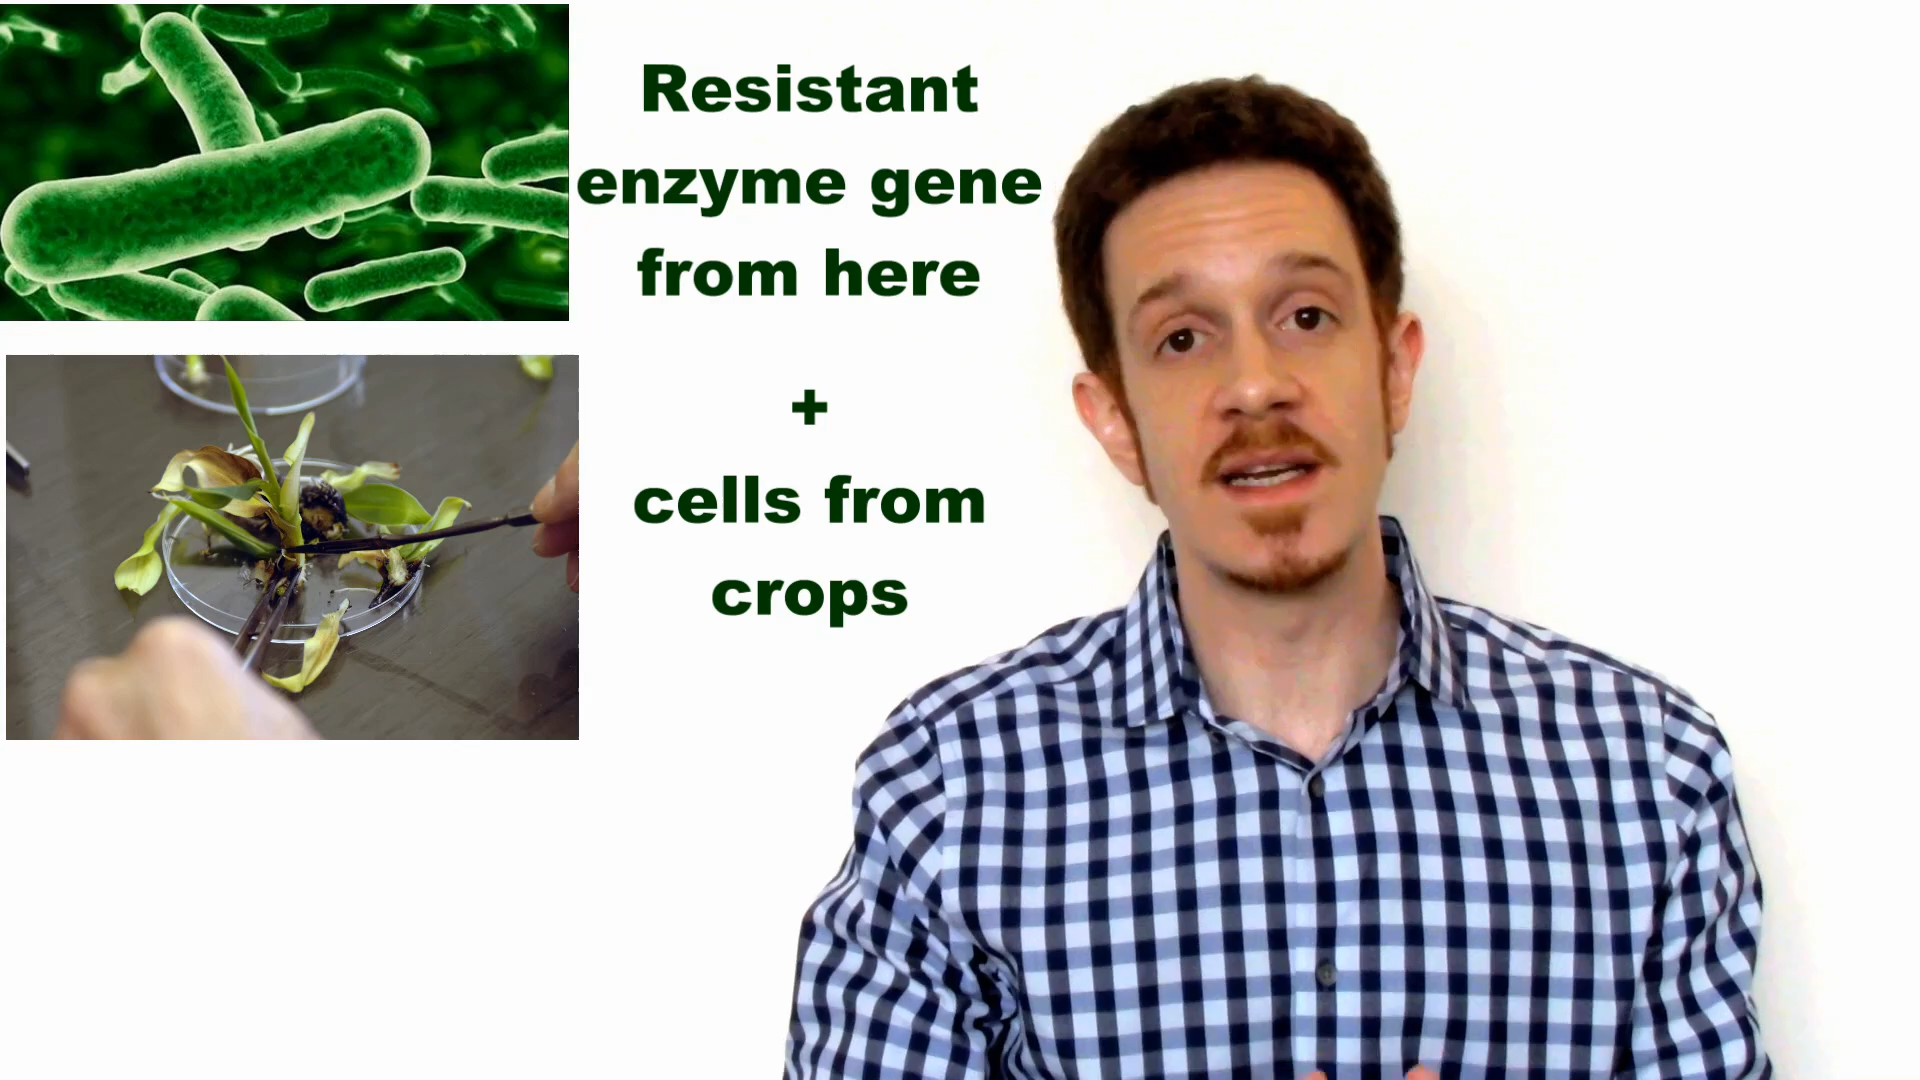 Resistant
enzyme gene
from here
+
cells from
crops